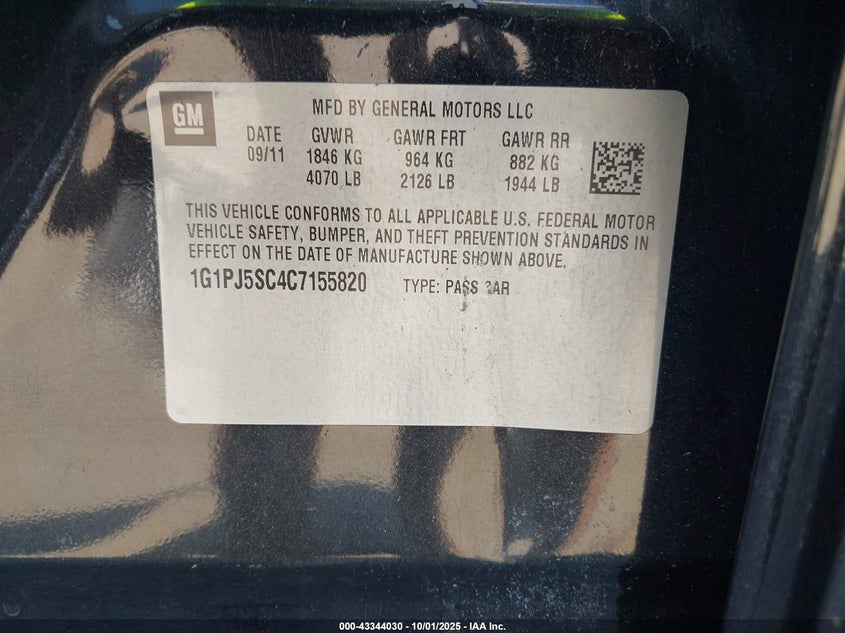 GM
MFD BY GENERAL MOTORS LLC
DATE GVWR GAWR FRT GAWR RR
09/11 1846 KG 964 KG 882 KG
4070 LB 2126 LB 1944 LB
THIS VEHICLE CONFORMS TO ALL APPLICABLE U.S. FEDERAL MOTOR
VEHICLE SAFETY, BUMPER, AND THEFT PREVENTION STANDARDS IN
EFFECT ON THE DATE OF MANUFACTURE SHOWN ABOVE.
1G1PJ5SC4C7155820 TYPE: PASS CAR
000-43344030 - 10/01/2025 - IAA Inc.